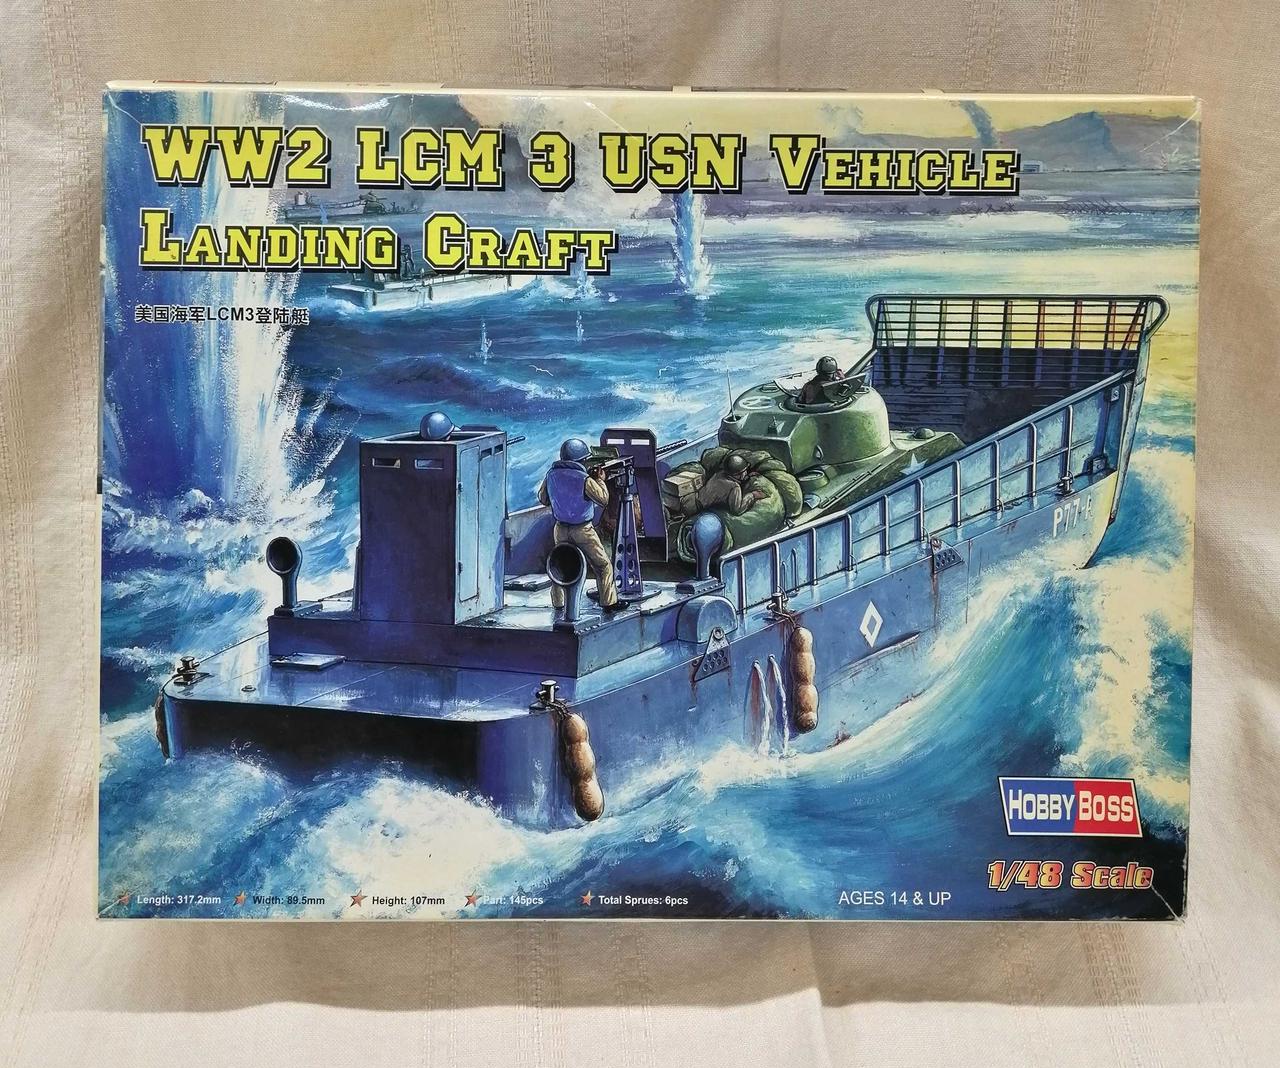 WW2 LCM 3 USN VEHICLE
LANDING CRAFT
美国海军LCM3登陆艇
P77-
HOBBY BOSS
1/48 Scale
Length: 317.2mm Width: 89.5mm Height: 107mm Part: 145pcs Total Sprues: 6pcs AGES 14 & UP